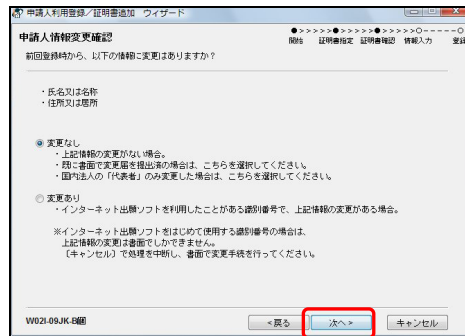 申請人利用登録/証明書追加 ウィザード
申請人情報変更確認
●>>>>>●>>>>>●>>>>>○-----○
開始 証明書指定 証明書確認 情報入力 登録
前回登録時から、以下の情報に変更はありますか?
・氏名又は名称
・住所又は居所
変更なし
・上記情報の変更がない場合。
・既に書面で変更届を提出済の場合は、こちらを選択してください。
・国内法人の「代表者」のみ変更した場合は、こちらを選択してください。
変更あり
・インターネット出願ソフトを利用したことがある識別番号で、上記情報の変更がある場合。
※インターネット出願ソフトをはじめて使用する識別番号の場合は、
上記情報の変更は書面でしかできません。
[キャンセル]で処理を中断し、書面で変更手続を行ってください。
W02I-09JK-B
<戻る 次へ> キャンセル